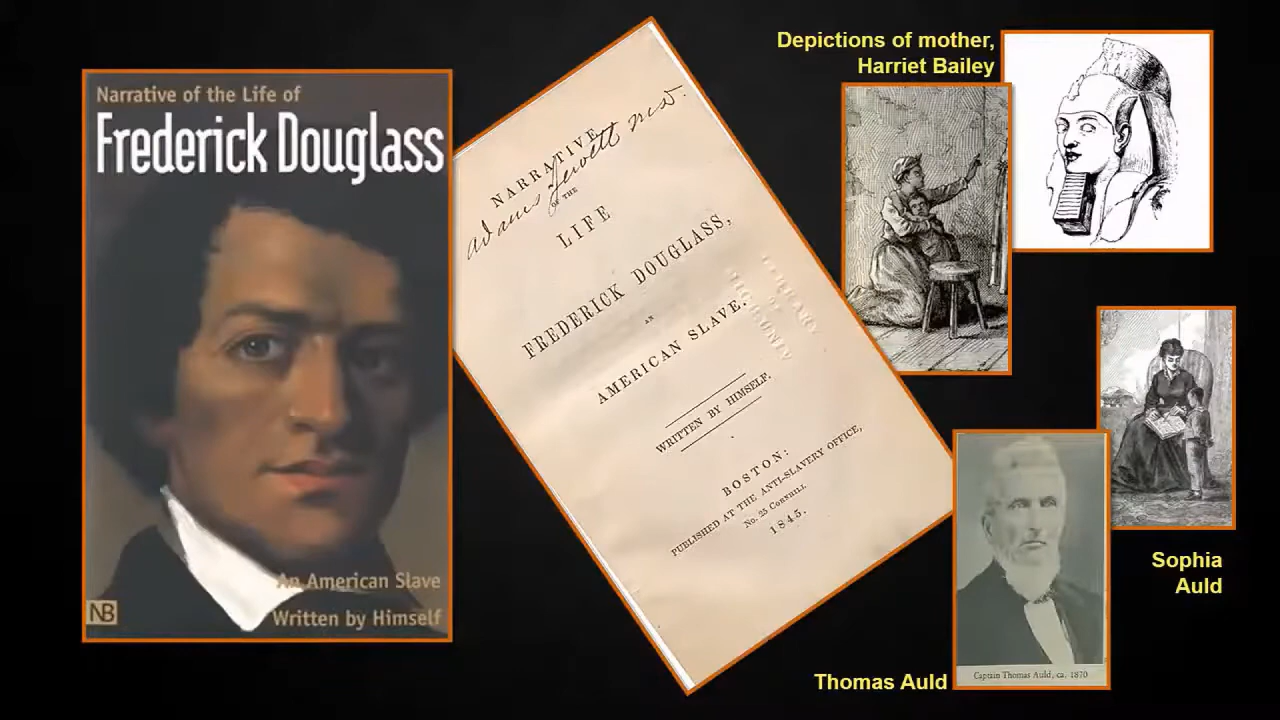 Narrative of the Life of
Frederick Douglass
An American Slave
Written by Himself
NB
NARRATIVE
OF THE
LIFE
OF
FREDERICK DOUGLASS,
AN
AMERICAN SLAVE.
WRITTEN BY HIMSELF.
BOSTON:
PUBLISHED AT THE ANTI-SLAVERY OFFICE,
No. 25 CORNHILL
1845.
Depictions of mother,
Harriet Bailey
Sophia
Auld
Thomas Auld
Captain Thomas Auld, ca. 1870